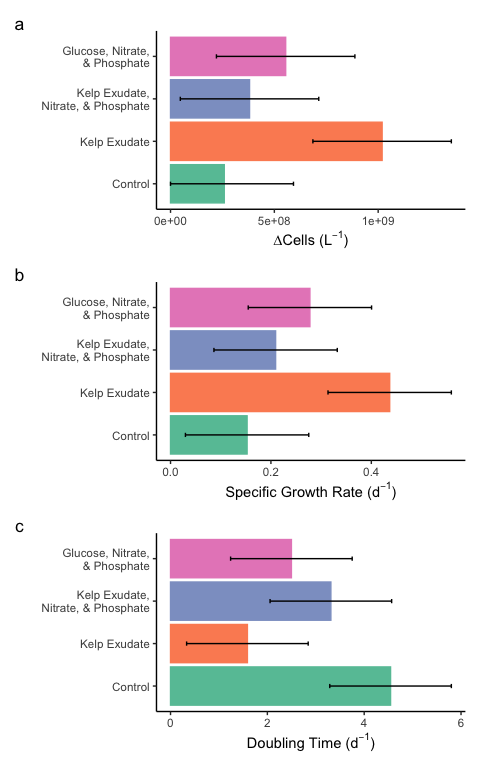 a
Glucose, Nitrate,
& Phosphate
Kelp Exudate,
Nitrate, & Phosphate
Kelp Exudate
Control
0e+00 5e+08 1e+09
ΔCells (L⁻¹)
b
Glucose, Nitrate,
& Phosphate
Kelp Exudate,
Nitrate, & Phosphate
Kelp Exudate
Control
0.0 0.2 0.4
Specific Growth Rate (d⁻¹)
c
Glucose, Nitrate,
& Phosphate
Kelp Exudate,
Nitrate, & Phosphate
Kelp Exudate
Control
0 2 4 6
Doubling Time (d⁻¹)